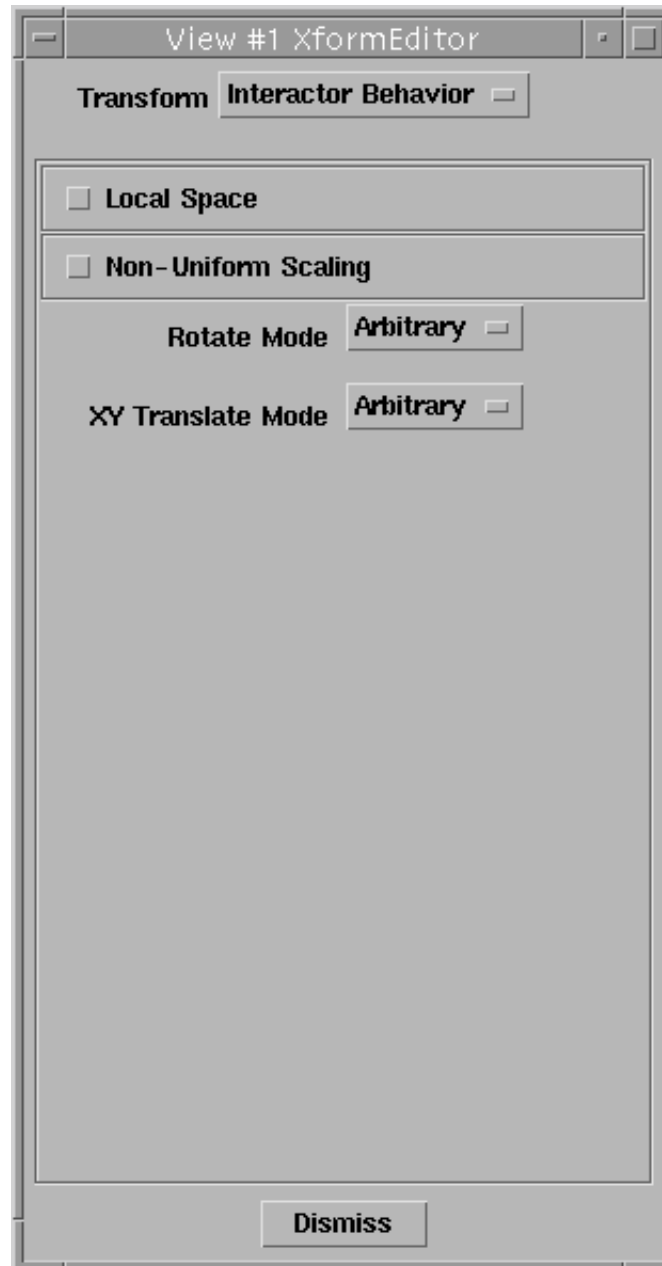 View #1 XformEditor
Transform Interactor Behavior
Local Space
Non-Uniform Scaling
Rotate Mode Arbitrary
XY Translate Mode Arbitrary
Dismiss